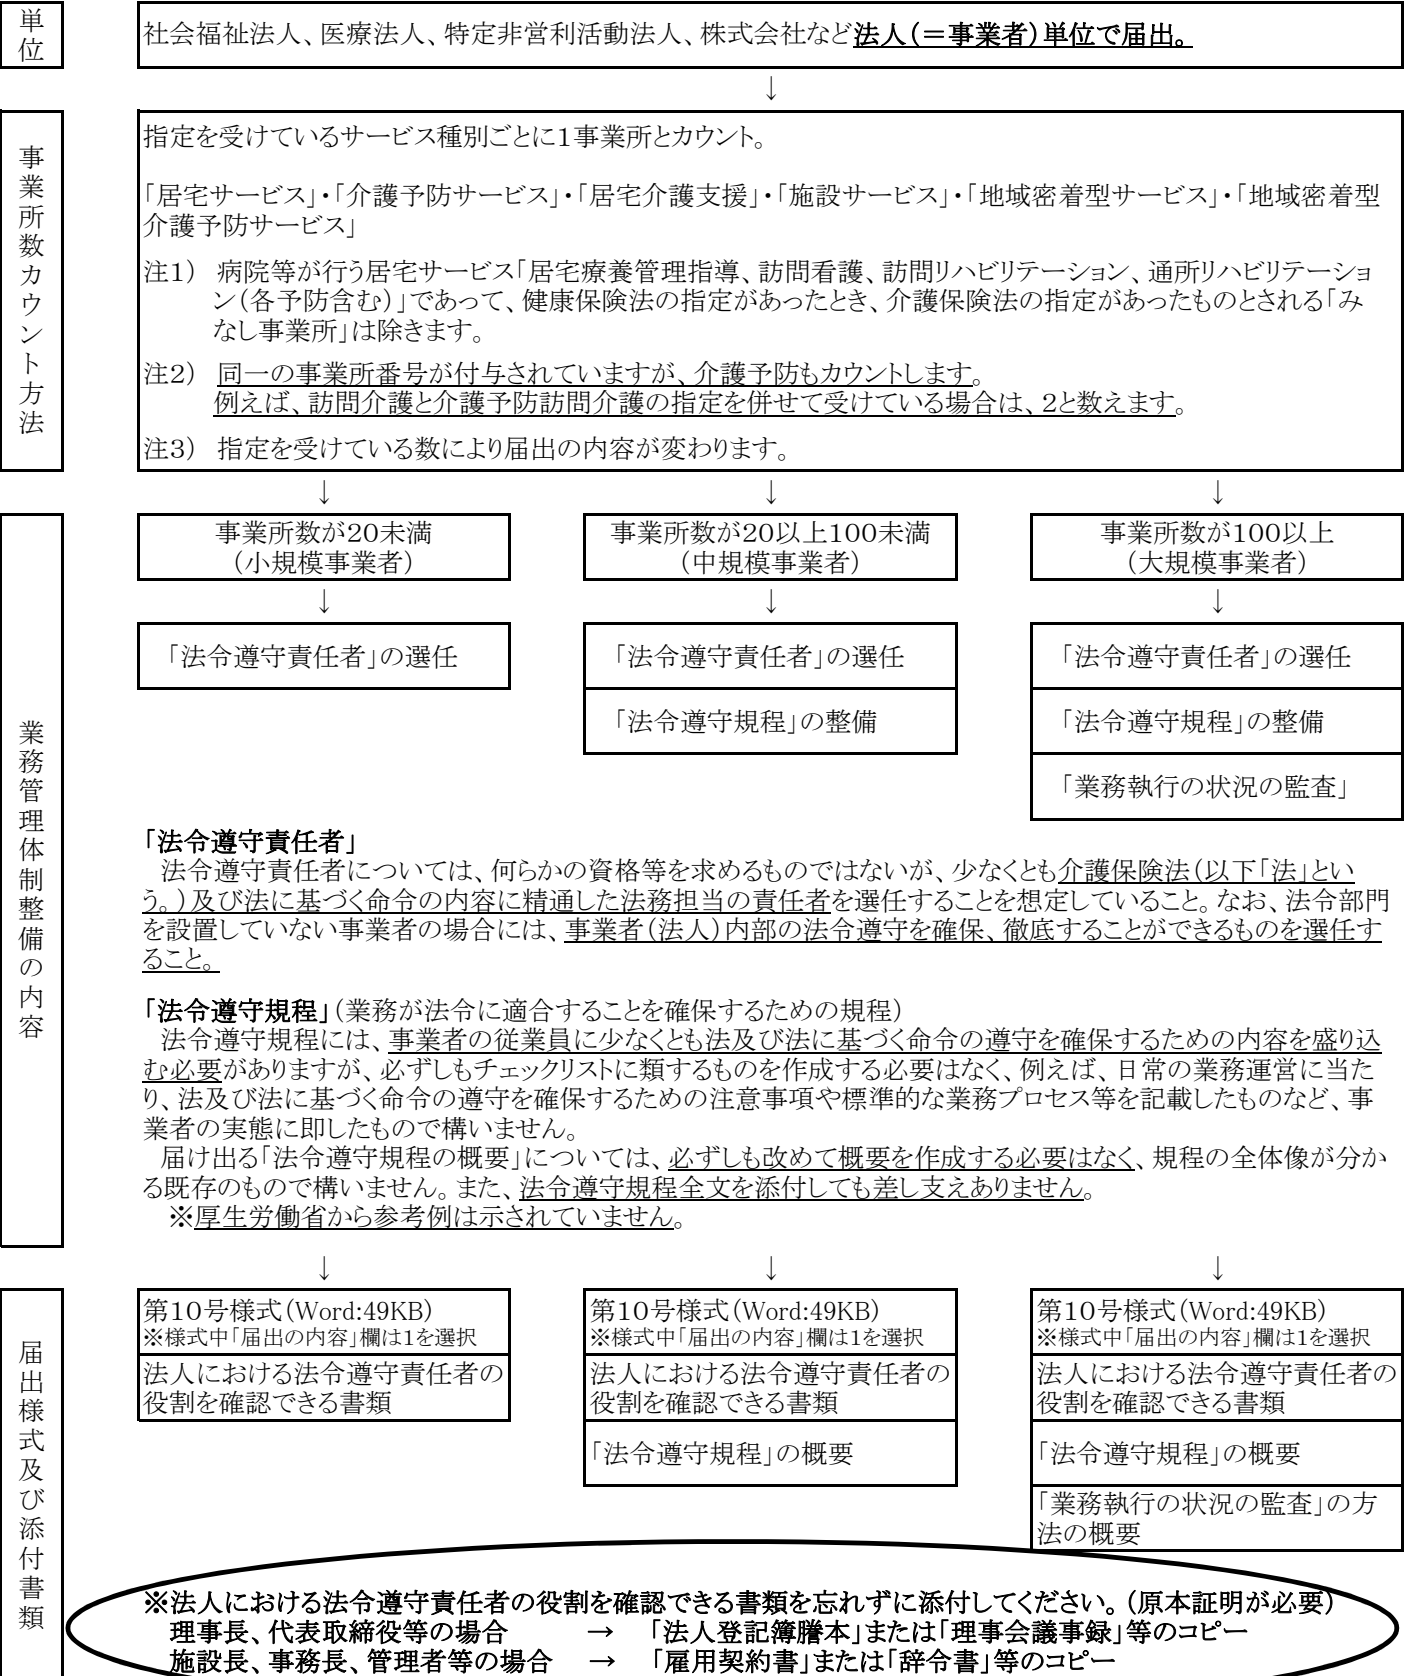 単位
社会福祉法人、医療法人、特定非営利活動法人、株式会社など法人（＝事業者）単位で届出。
↓
事業所数カウント方法
指定を受けているサービス種別ごとに１事業所とカウント。
「居宅サービス」・「介護予防サービス」・「居宅介護支援」・「施設サービス」・「地域密着型サービス」・「地域密着型
介護予防サービス」
注１） 病院等が行う居宅サービス「居宅療養管理指導、訪問看護、訪問リハビリテーション、通所リハビリテーショ
ン（各予防含む）」であって、健康保険法の指定があったとき、介護保険法の指定があったものとされる「み
なし事業所」は除きます。
注２） 同一の事業所番号が付与されていますが、介護予防もカウントします。
例えば、訪問介護と介護予防訪問介護の指定を併せて受けている場合は、２と数えます。
注３） 指定を受けている数により届出の内容が変わります。
↓ ↓ ↓
業務管理体制整備の内容
事業所数が２０未満
（小規模事業者）
事業所数が２０以上１００未満
（中規模事業者）
事業所数が１００以上
（大規模事業者）
↓ ↓ ↓
「法令遵守責任者」の選任
「法令遵守責任者」の選任
「法令遵守責任者」の選任
「法令遵守規程」の整備
「法令遵守規程」の整備
「業務執行の状況の監査」
「法令遵守責任者」
法令遵守責任者については、何らかの資格等を求めるものではないが、少なくとも介護保険法（以下「法」とい
う。）及び法に基づく命令の内容に精通した法務担当の責任者を選任することを想定していること。なお、法令部門
を設置していない事業者の場合には、事業者（法人）内部の法令遵守を確保、徹底することができるものを選任す
ること。
「法令遵守規程」（業務が法令に適合することを確保するための規程）
法令遵守規程には、事業者の従業員に少なくとも法及び法に基づく命令の遵守を確保するための内容を盛り込
む必要がありますが、必ずしもチェックリストに類するものを作成する必要はなく、例えば、日常の業務運営に当た
り、法及び法に基づく命令の遵守を確保するための注意事項や標準的な業務プロセス等を記載したものなど、事
業者の実態に即したもので構いません。
届け出る「法令遵守規程の概要」については、必ずしも改めて概要を作成する必要はなく、規程の全体像が分か
る既存のもので構いません。また、法令遵守規程全文を添付しても差し支えありません。
※厚生労働省から参考例は示されていません。
↓ ↓ ↓
届出様式及び添付書類
第１０号様式（Word:49KB）
※様式中「届出の内容」欄は1を選択
第１０号様式（Word:49KB）
※様式中「届出の内容」欄は1を選択
第１０号様式（Word:49KB）
※様式中「届出の内容」欄は1を選択
法人における法令遵守責任者の
役割を確認できる書類
法人における法令遵守責任者の
役割を確認できる書類
法人における法令遵守責任者の
役割を確認できる書類
「法令遵守規程」の概要
「法令遵守規程」の概要
「業務執行の状況の監査」の方
法の概要
※法人における法令遵守責任者の役割を確認できる書類を忘れずに添付してください。（原本証明が必要）
理事長、代表取締役等の場合 → 「法人登記簿謄本」または「理事会議事録」等のコピー
施設長、事務長、管理者等の場合 → 「雇用契約書」または「辞令書」等のコピー